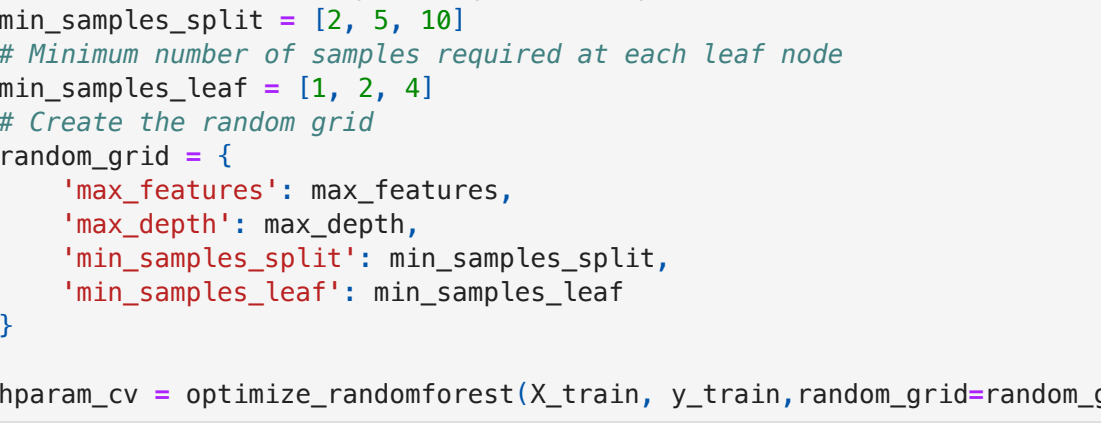 min_samples_split = [2, 5, 10]
# Minimum number of samples required at each leaf node
min_samples_leaf = [1, 2, 4]
# Create the random grid
random_grid = {
    'max_features': max_features,
    'max_depth': max_depth,
    'min_samples_split': min_samples_split,
    'min_samples_leaf': min_samples_leaf
}
hparam_cv = optimize_randomforest(X_train, y_train,random_grid=random_g